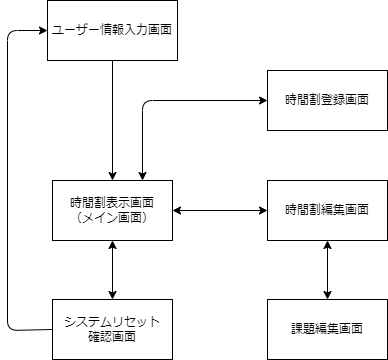 ユーザー情報入力画面
時間割登録画面
時間割表示画面
（メイン画面）
時間割編集画面
システムリセット
確認画面
課題編集画面